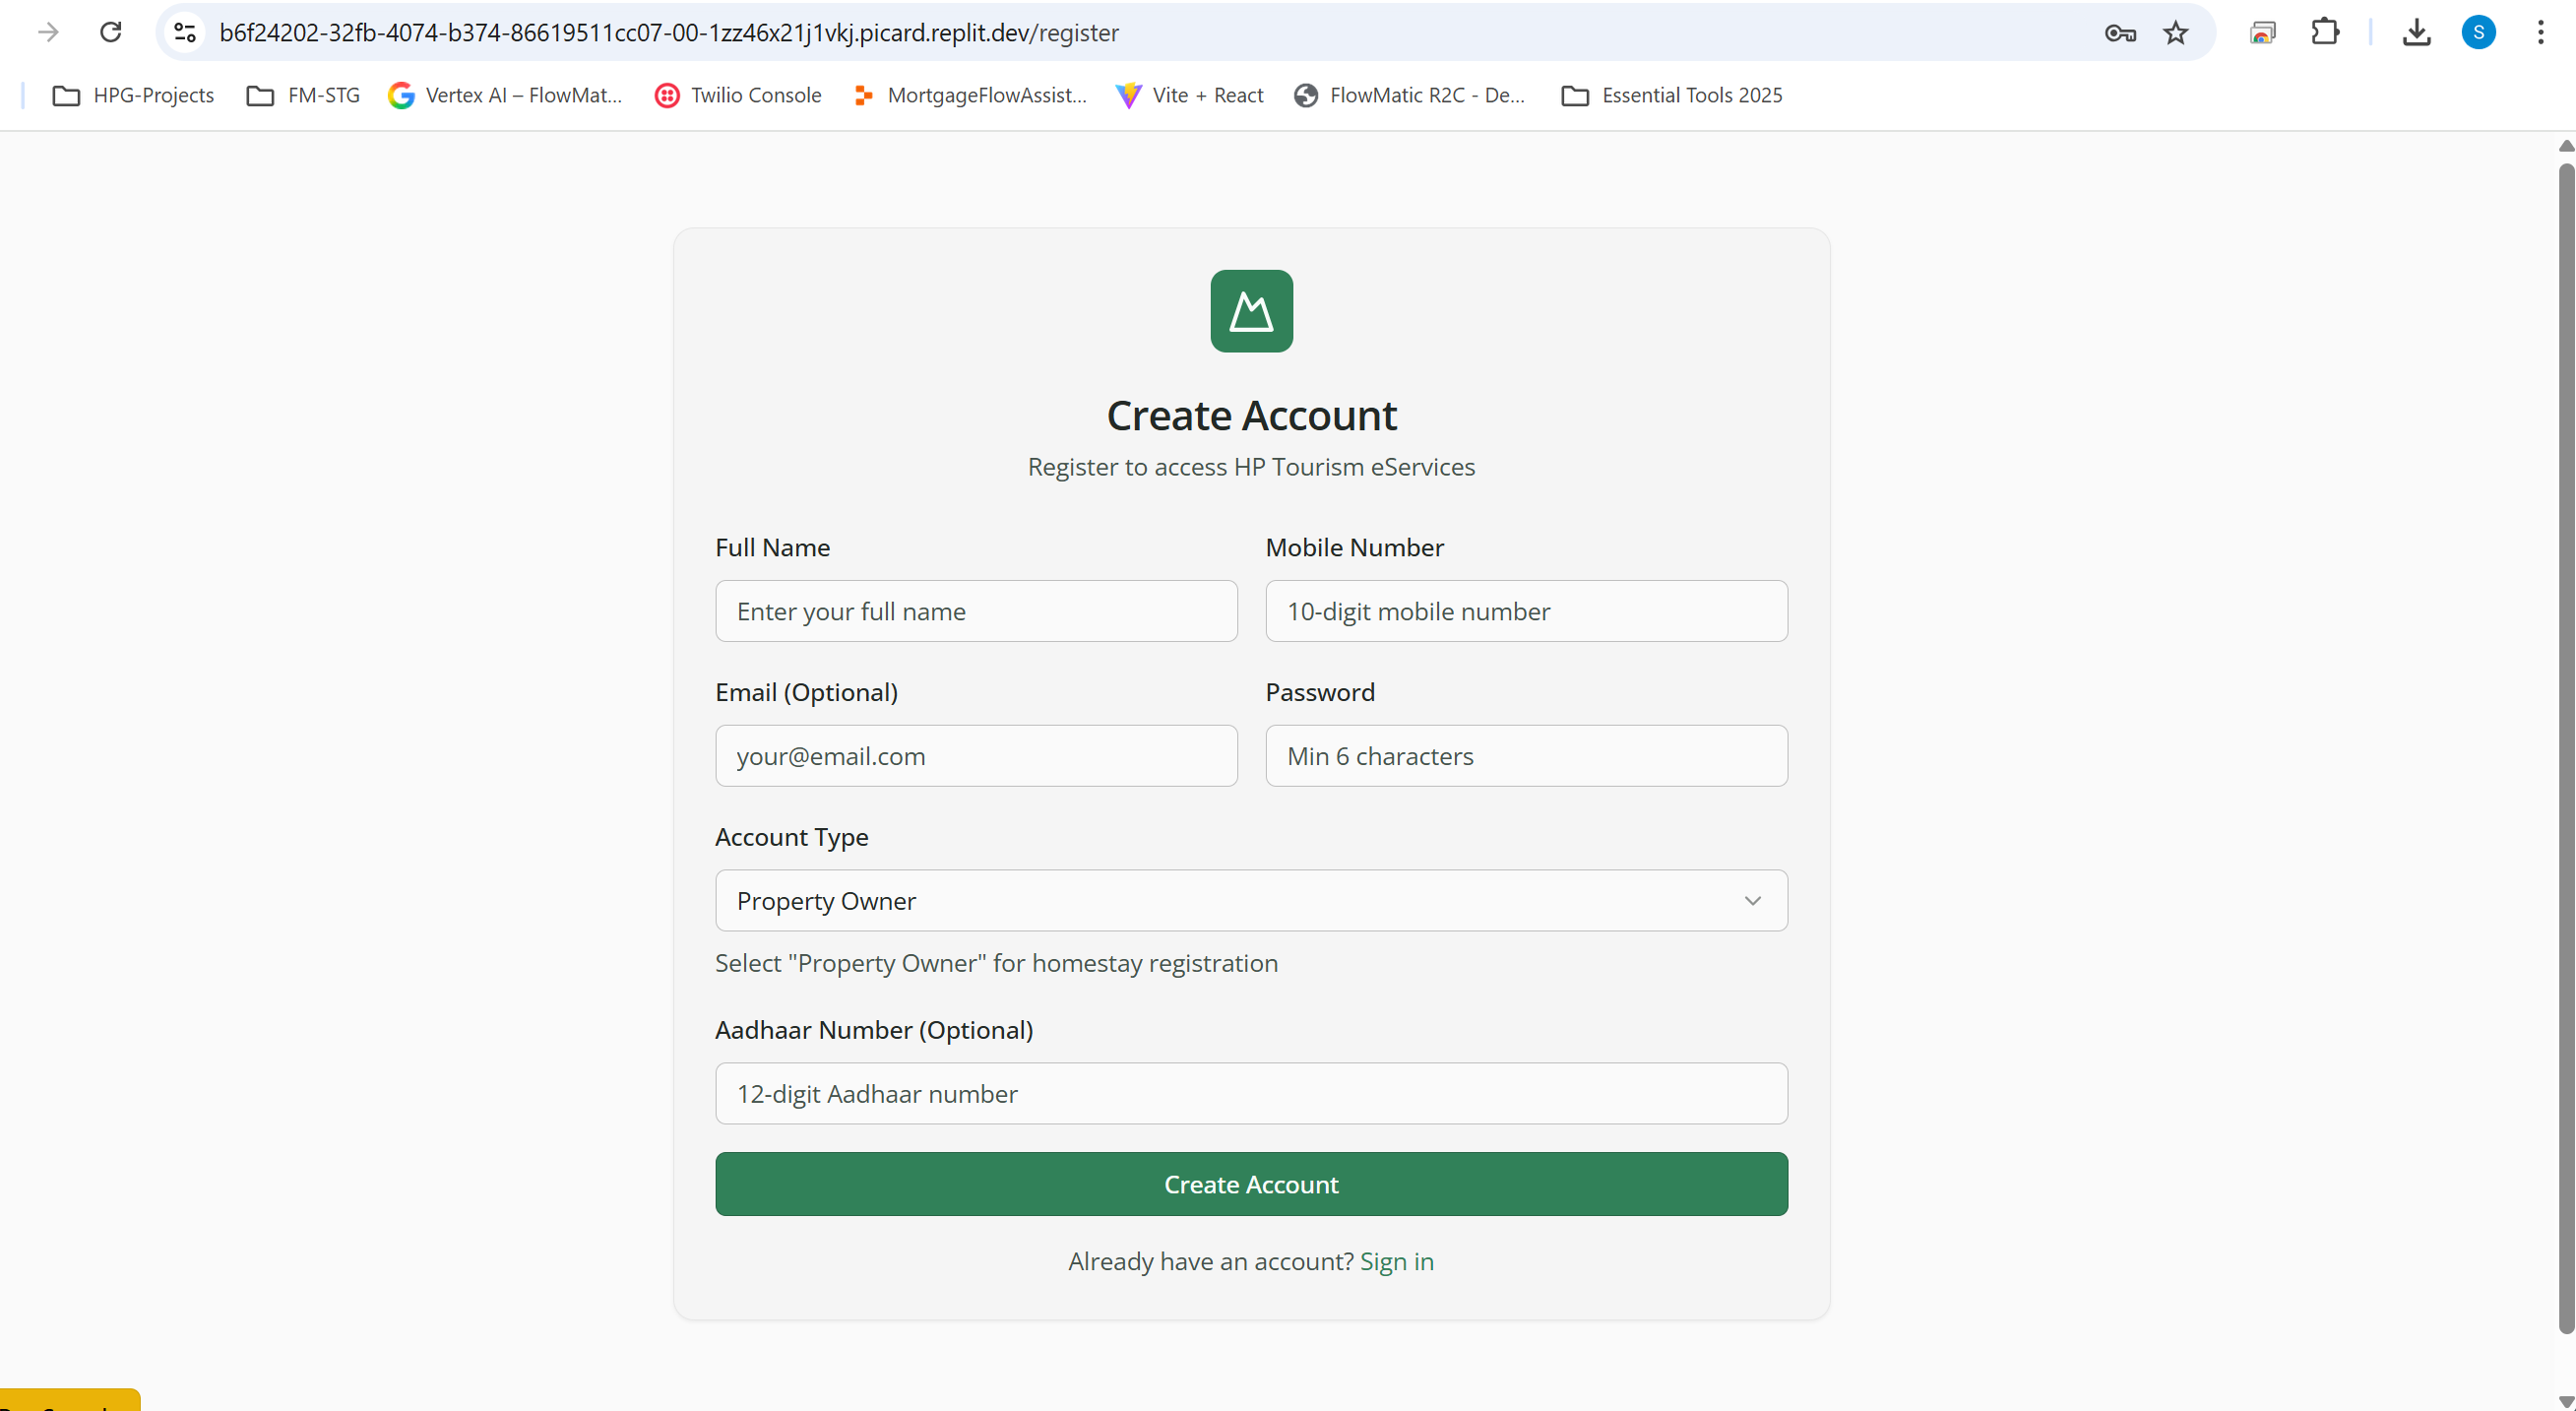 b6f24202-32fb-4074-b374-86619511cc07-00-1zz46x21j1vkj.picard.replit.dev/register
S
HPG-Projects FM-STG Vertex AI – FlowMat... Twilio Console MortgageFlowAssist... Vite + React FlowMatic R2C - De... Essential Tools 2025
Create Account
Register to access HP Tourism eServices
Full Name Mobile Number
Enter your full name 10-digit mobile number
Email (Optional) Password
your@email.com Min 6 characters
Account Type
Property Owner
Select "Property Owner" for homestay registration
Aadhaar Number (Optional)
12-digit Aadhaar number
Create Account
Already have an account? Sign in